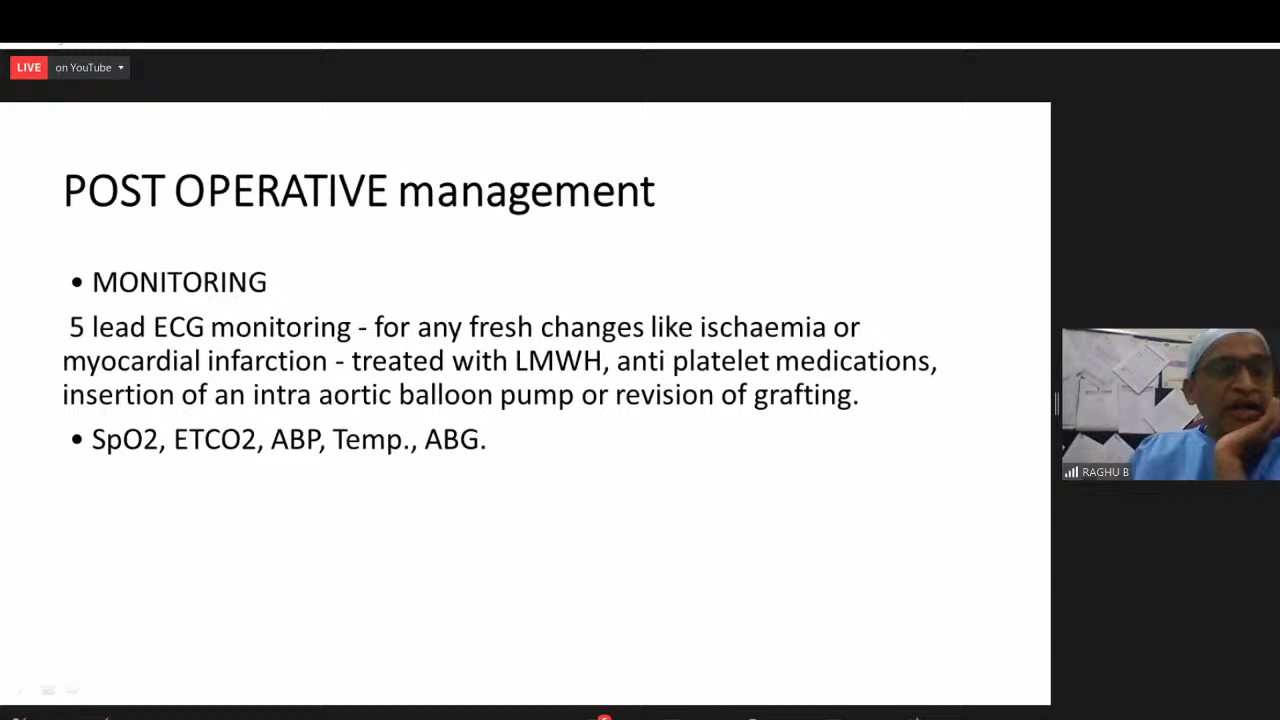 LIVE on YouTube
POST OPERATIVE management
• MONITORING
5 lead ECG monitoring - for any fresh changes like ischaemia or
myocardial infarction - treated with LMWH, anti platelet medications,
insertion of an intra aortic balloon pump or revision of grafting.
• SpO2, ETCO2, ABP, Temp., ABG.
RAGHU B